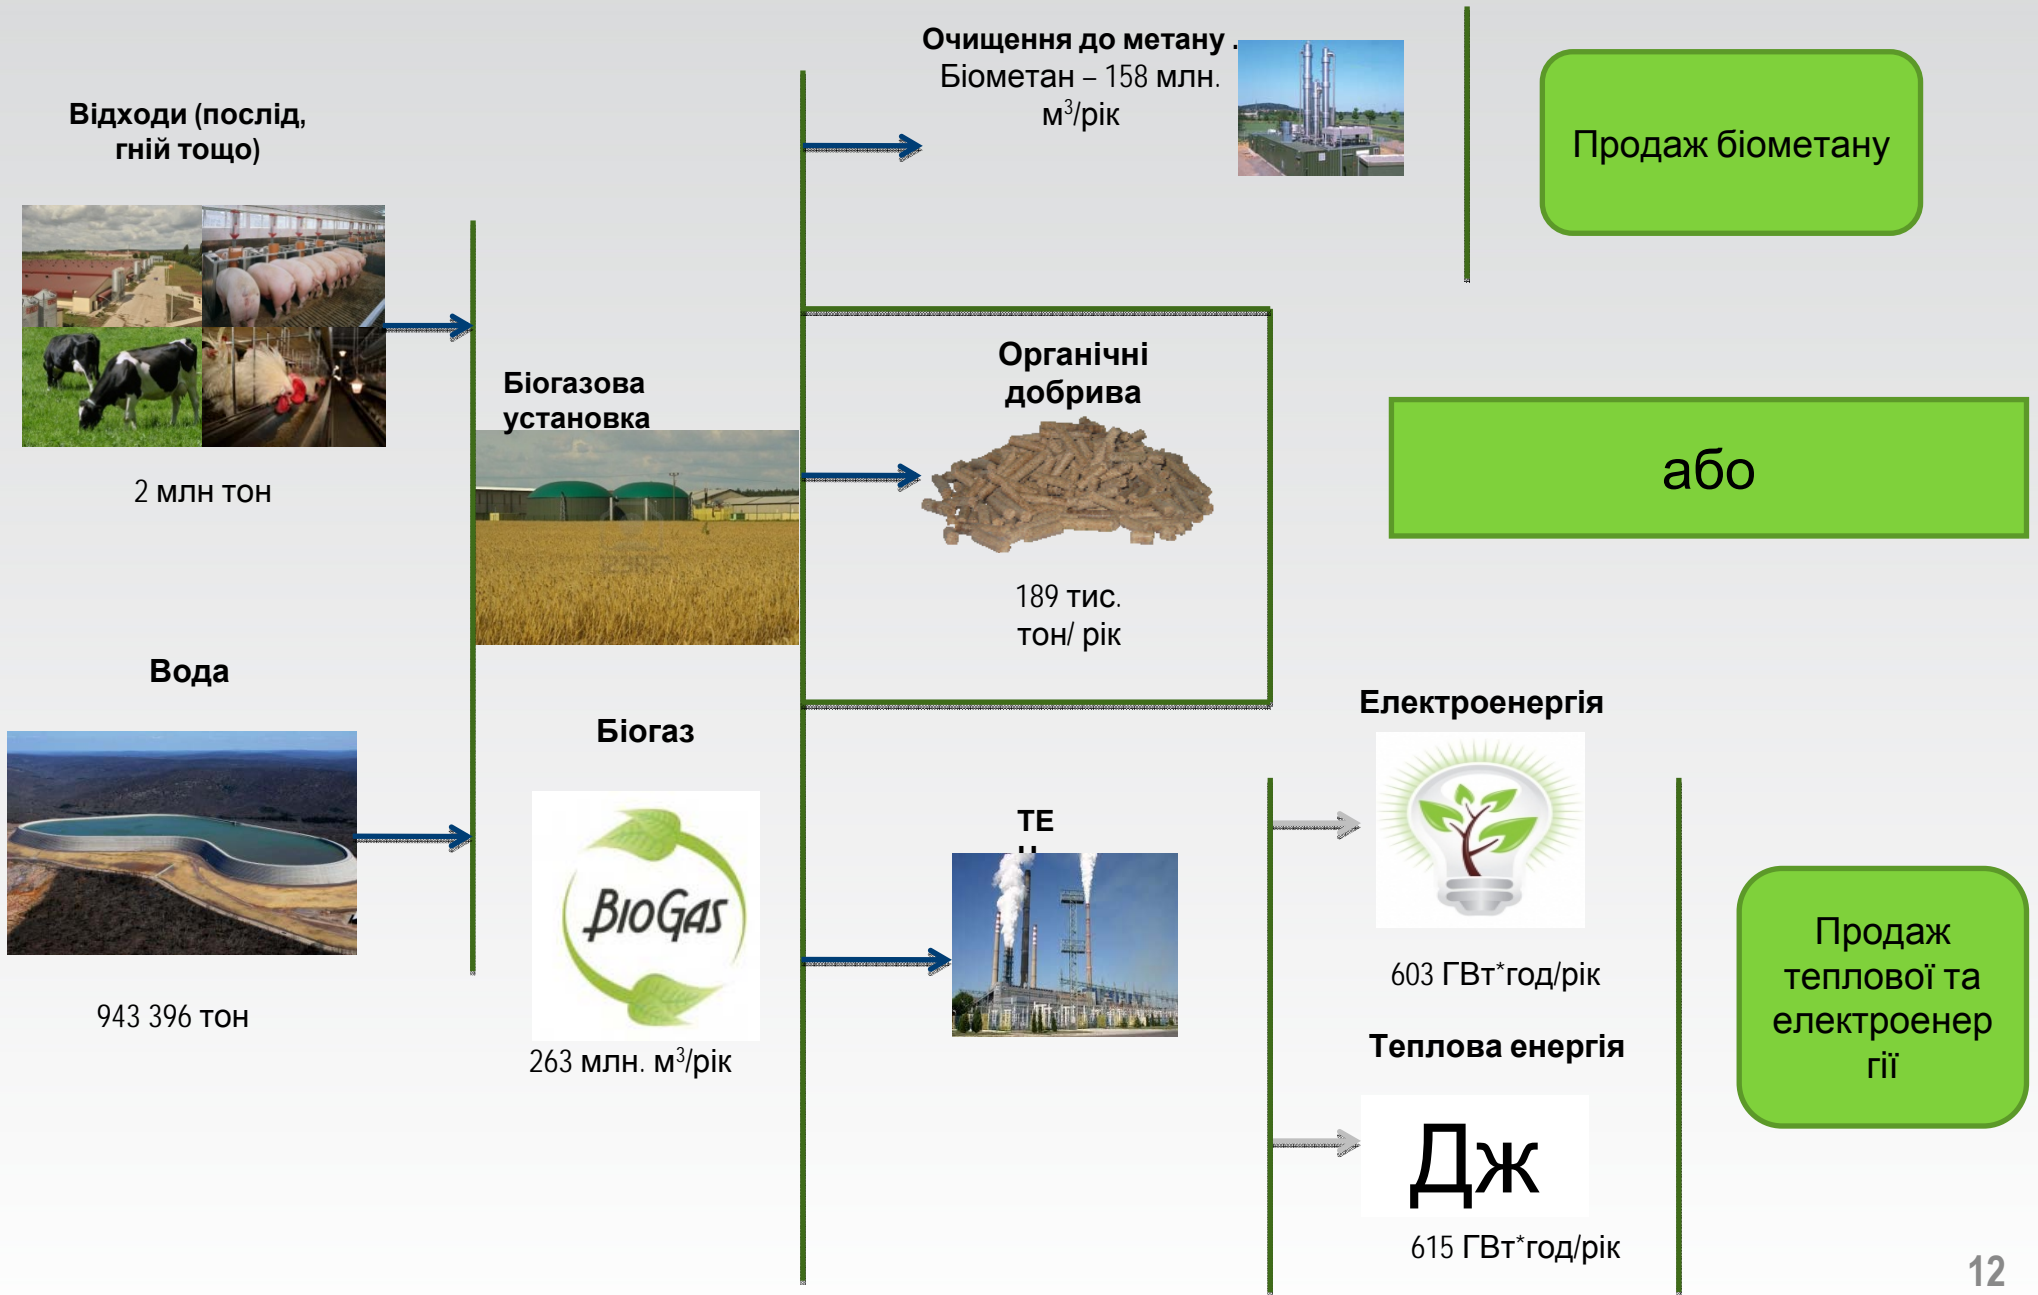 Відходи (послід,
гній тощо)
2 млн тон
Вода
943 396 тон
Біогазова
установка
Біогаз
BIOGAS
263 млн. м³/рік
Очищення до метану .
Біометан – 158 млн.
м³/рік
Органічні
добрива
189 тис.
тон/ рік
ТЕ
Електроенергія
603 ГВт*год/рік
Теплова енергія
Дж
615 ГВт*год/рік
Продаж біометану
або
Продаж
теплової та
електроенер
гії
12